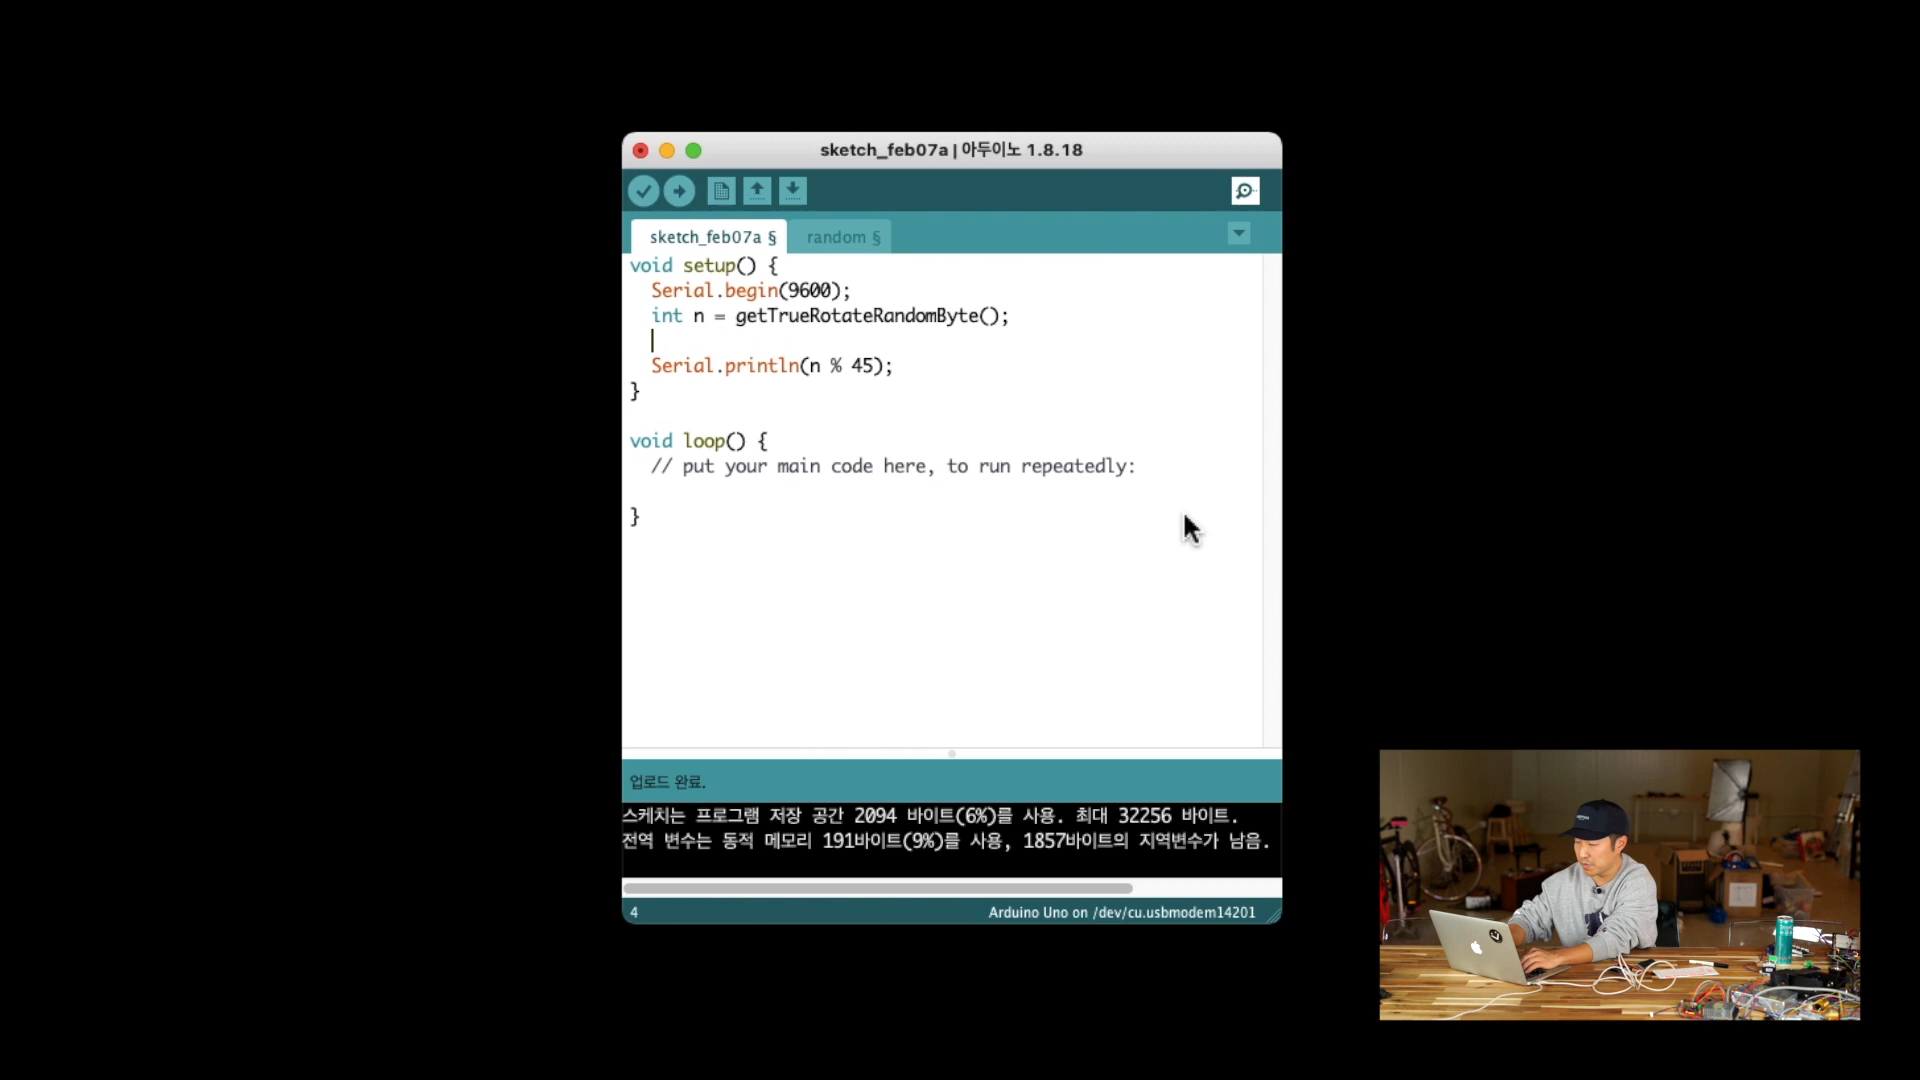 sketch_feb07a | 아두이노 1.8.18
sketch_feb07a § random §
void setup() {
Serial.begin(9600);
int n = getTrueRotateRandomByte();
Serial.println(n % 45);
}
void loop() {
// put your main code here, to run repeatedly:
}
업로드 완료.
스케치는 프로그램 저장 공간 2094 바이트(6%)를 사용. 최대 32256 바이트.
전역 변수는 동적 메모리 191바이트(9%)를 사용, 1857바이트의 지역변수가 남음.
4 Arduino Uno on /dev/cu.usbmodem14201